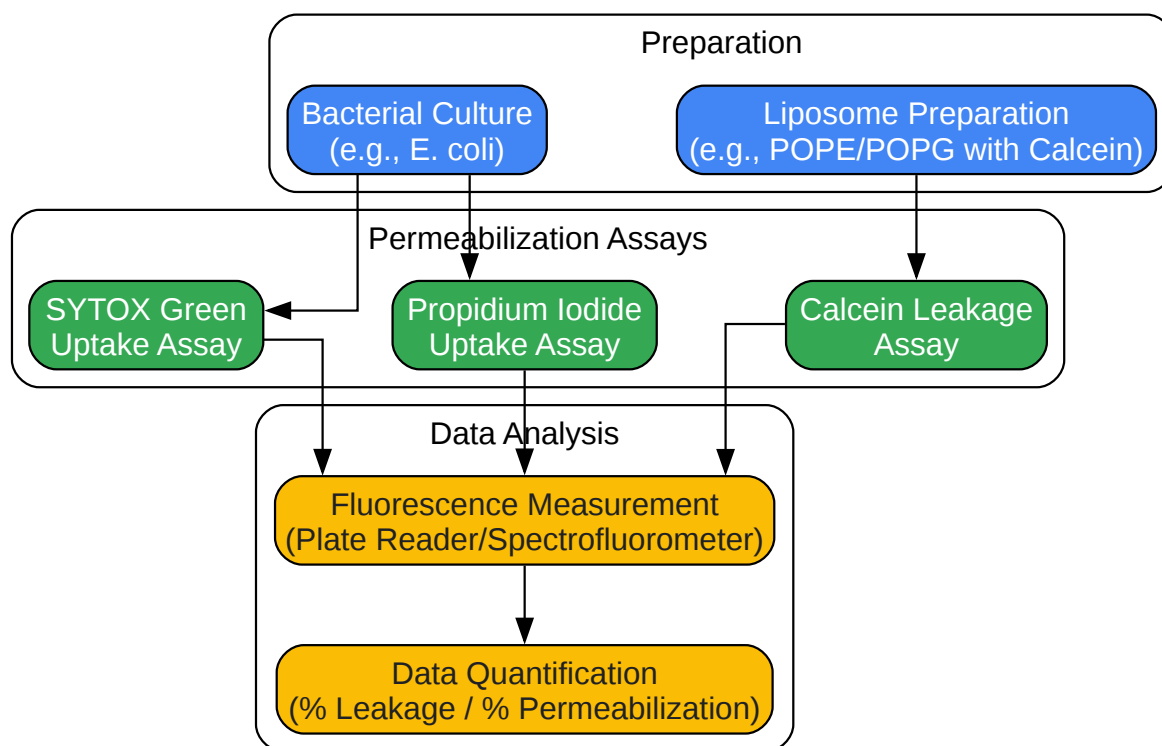 Preparation
Bacterial Culture
(e.g., E. coli)
Liposome Preparation
(e.g., POPE/POPG with Calcein)
Permeabilization Assays
SYTOX Green
Uptake Assay
Propidium Iodide
Uptake Assay
Calcein Leakage
Assay
Data Analysis
Fluorescence Measurement
(Plate Reader/Spectrofluorometer)
Data Quantification
(% Leakage / % Permeabilization)